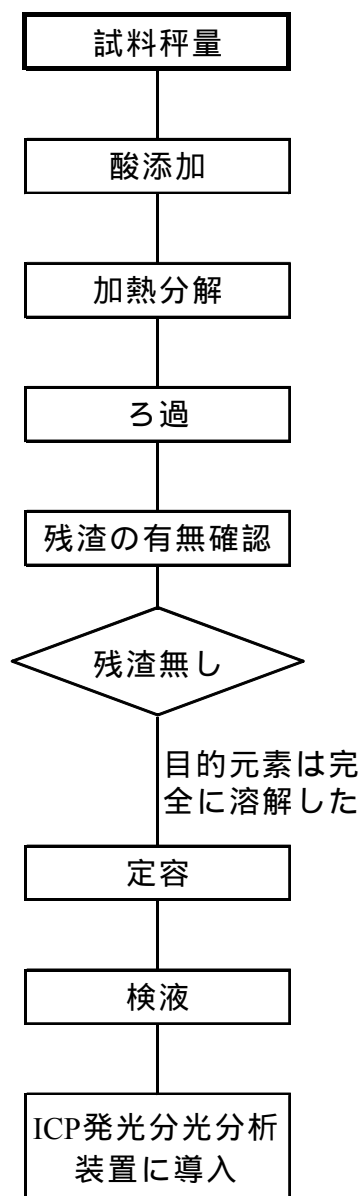 試料秤量
酸添加
加熱分解
ろ過
残渣の有無確認
残渣無し
目的元素は完
全に溶解した
定容
検液
ICP発光分光分析
装置に導入